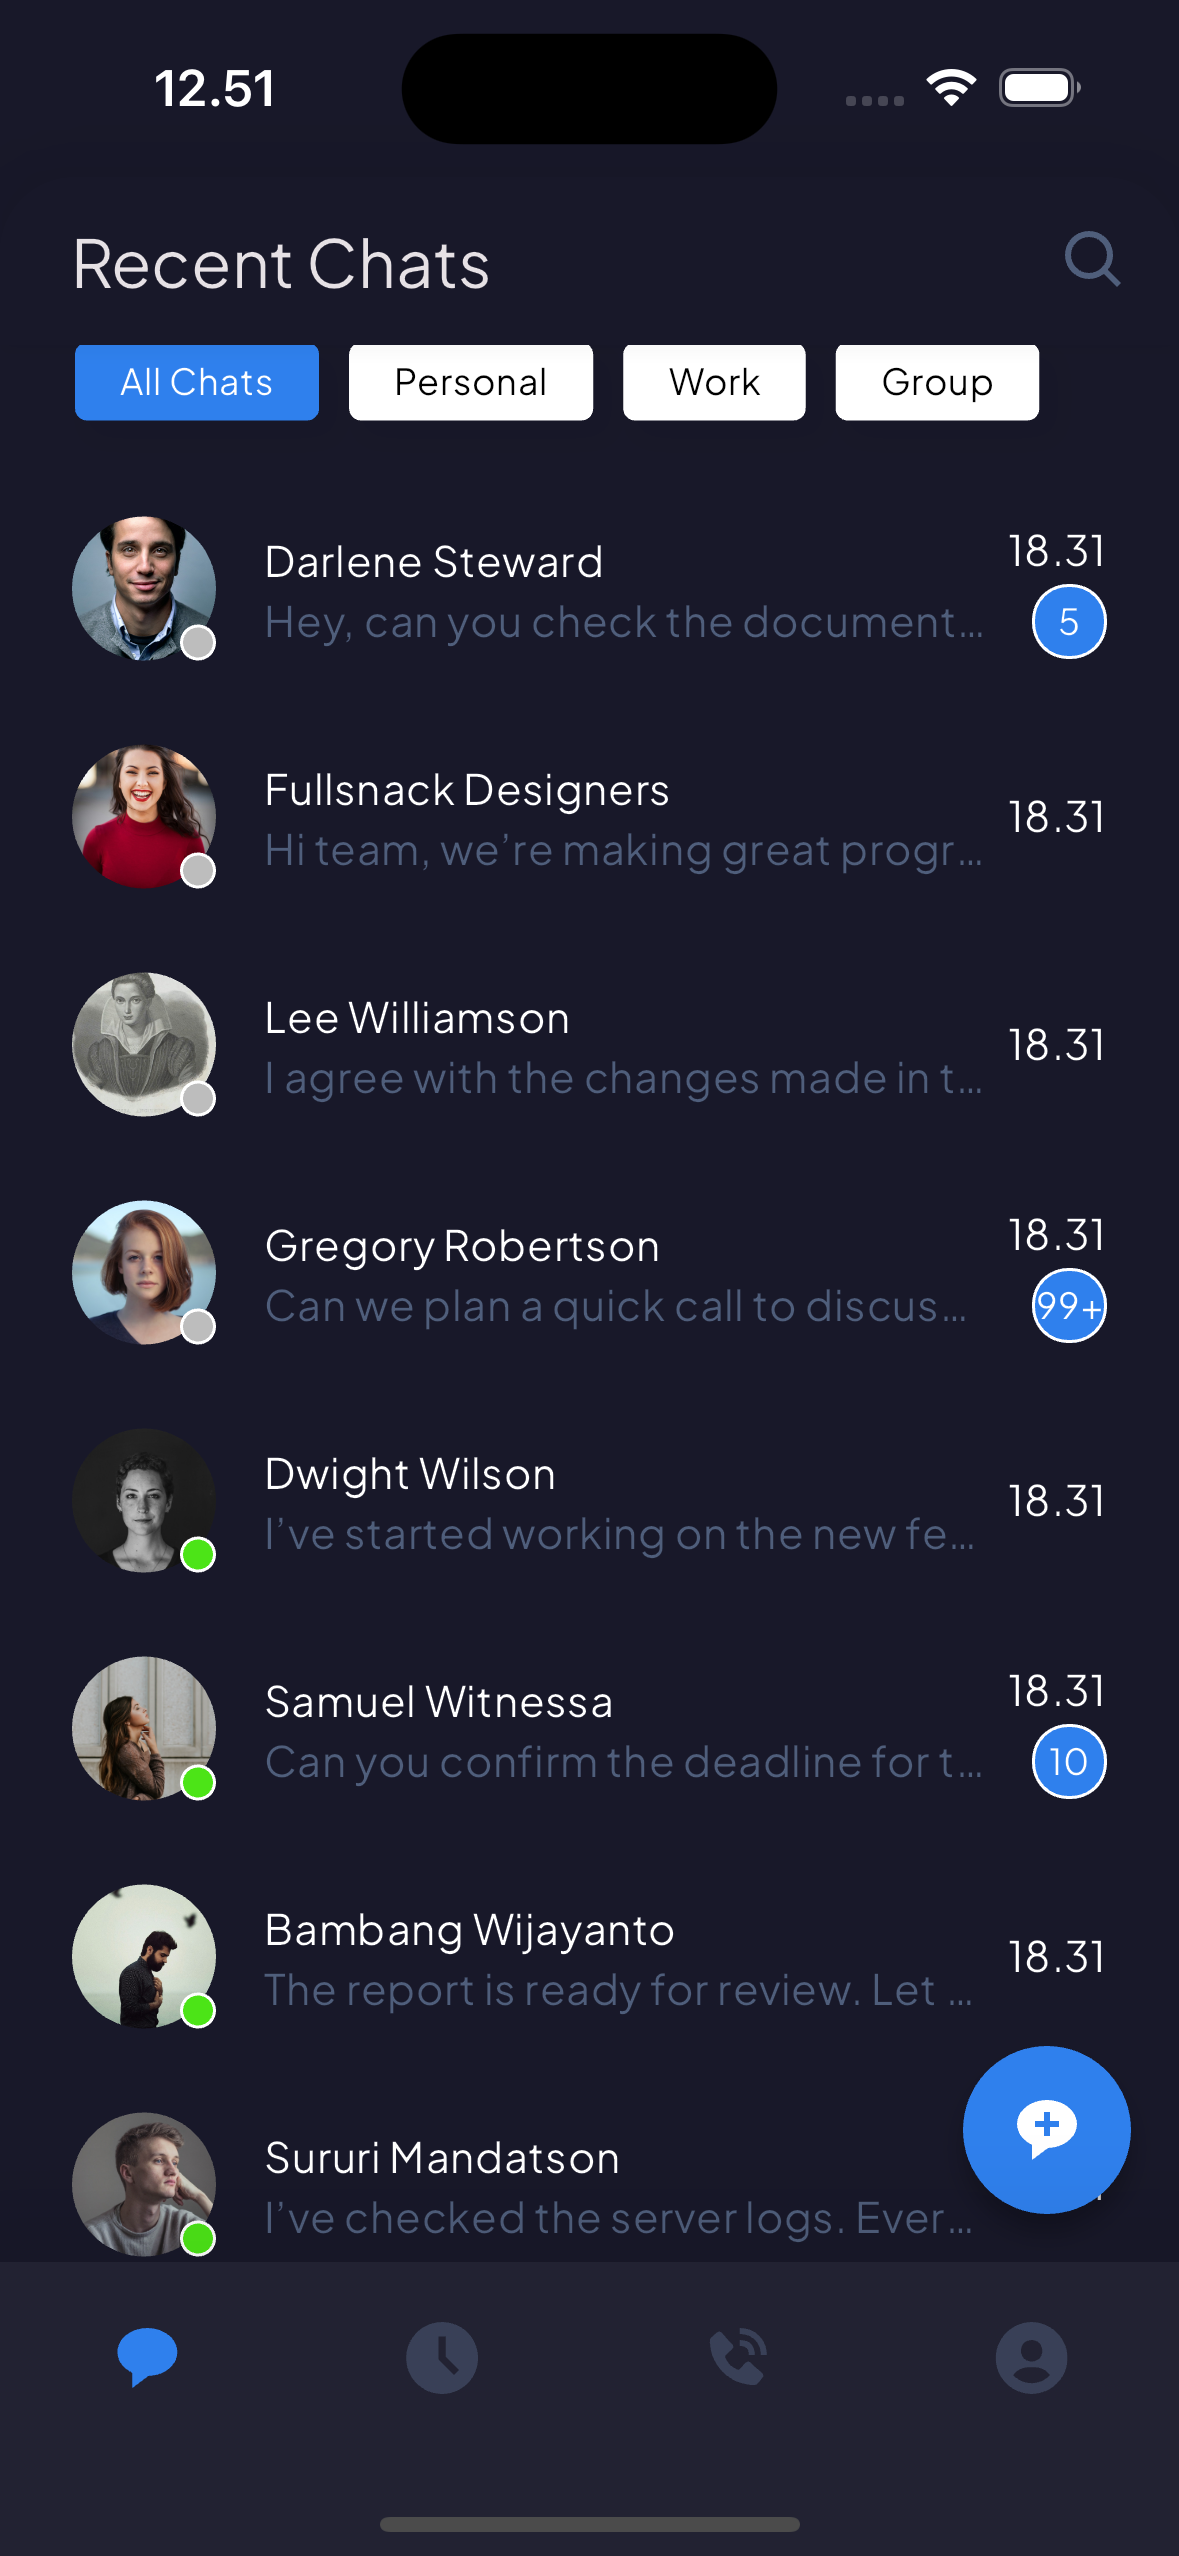 12.51
Recent Chats
All Chats Personal Work Group
Darlene Steward 18.31
Hey, can you check the document... 5
Fullsnack Designers
Hi team, we’re making great progr... 18.31
Lee Williamson
I agree with the changes made in t... 18.31
Gregory Robertson 18.31
Can we plan a quick call to discus... 99+
Dwight Wilson
I’ve started working on the new fe... 18.31
Samuel Witnessa 18.31
Can you confirm the deadline for t... 10
Bambang Wijayanto
The report is ready for review. Let ... 18.31
Sururi Mandatson
I’ve checked the server logs. Ever...